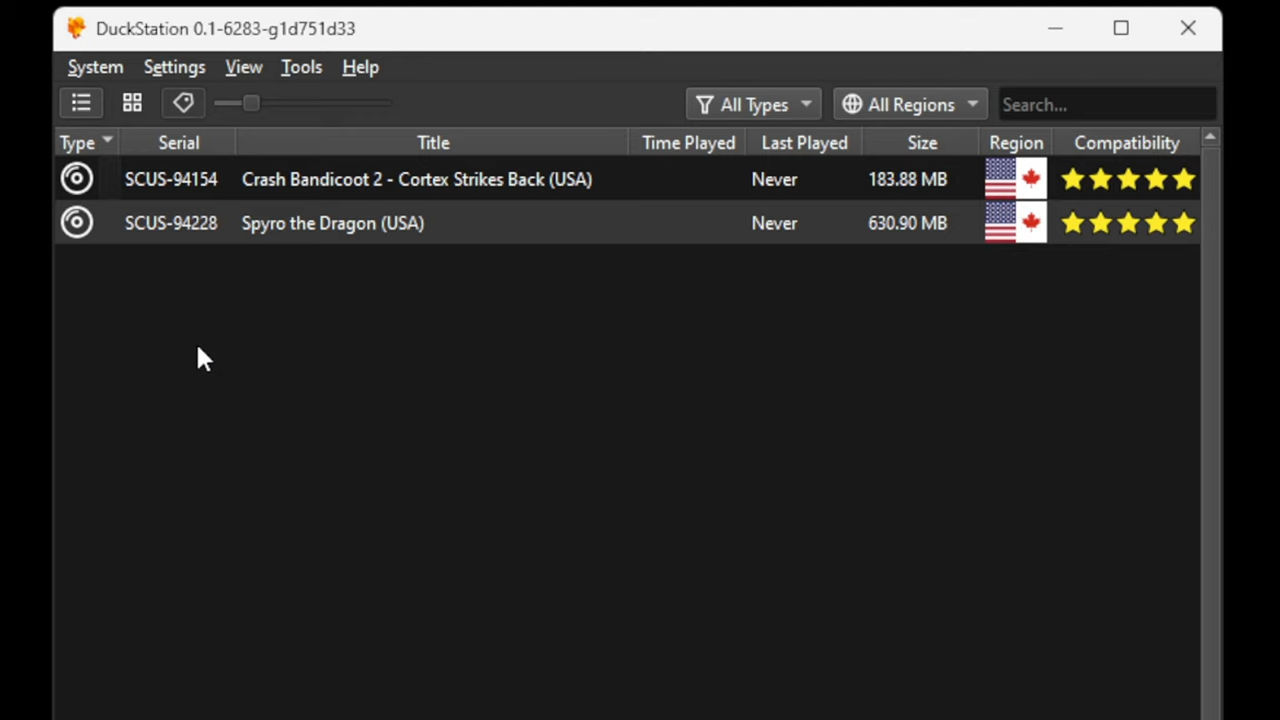 DuckStation 0.1-6283-g1d751d33
System Settings View Tools Help
All Types All Regions Search...
Type Serial Title Time Played Last Played Size Region Compatibility
SCUS-94154 Crash Bandicoot 2 - Cortex Strikes Back (USA) Never 183.88 MB
SCUS-94228 Spyro the Dragon (USA) Never 630.90 MB